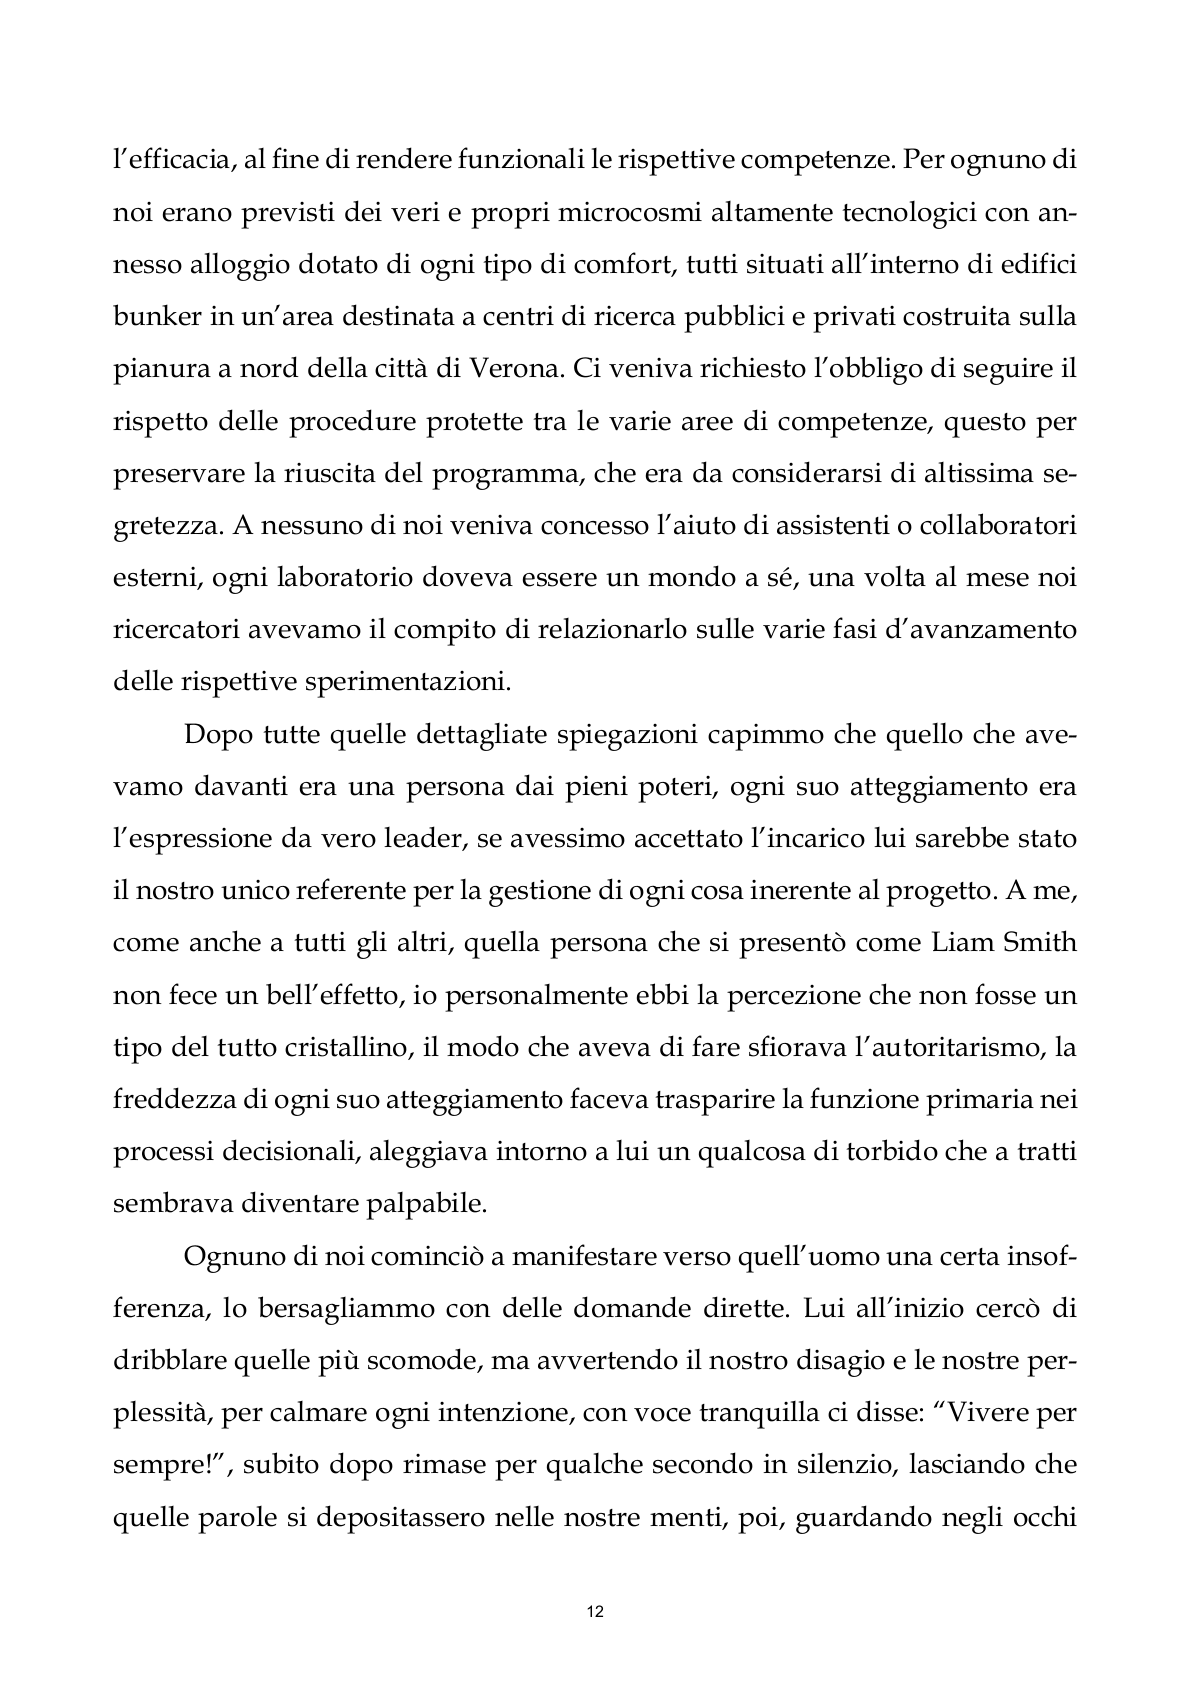 l’efficacia, al fine di rendere funzionali le rispettive competenze. Per ognuno di
noi erano previsti dei veri e propri microcosmi altamente tecnologici con an-
nesso alloggio dotato di ogni tipo di comfort, tutti situati all’interno di edifici
bunker in un’area destinata a centri di ricerca pubblici e privati costruita sulla
pianura a nord della città di Verona. Ci veniva richiesto l’obbligo di seguire il
rispetto delle procedure protette tra le varie aree di competenze, questo per
preservare la riuscita del programma, che era da considerarsi di altissima se-
gretezza. A nessuno di noi veniva concesso l’aiuto di assistenti o collaboratori
esterni, ogni laboratorio doveva essere un mondo a sé, una volta al mese noi
ricercatori avevamo il compito di relazionarlo sulle varie fasi d’avanzamento
delle rispettive sperimentazioni.
Dopo tutte quelle dettagliate spiegazioni capimmo che quello che ave-
vamo davanti era una persona dai pieni poteri, ogni suo atteggiamento era
l’espressione da vero leader, se avessimo accettato l’incarico lui sarebbe stato
il nostro unico referente per la gestione di ogni cosa inerente al progetto. A me,
come anche a tutti gli altri, quella persona che si presentò come Liam Smith
non fece un bell’effetto, io personalmente ebbi la percezione che non fosse un
tipo del tutto cristallino, il modo che aveva di fare sfiorava l’autoritarismo, la
freddezza di ogni suo atteggiamento faceva trasparire la funzione primaria nei
processi decisionali, aleggiava intorno a lui un qualcosa di torbido che a tratti
sembrava diventare palpabile.
Ognuno di noi cominciò a manifestare verso quell’uomo una certa insof-
ferenza, lo bersagliammo con delle domande dirette. Lui all’inizio cercò di
dribblare quelle più scomode, ma avvertendo il nostro disagio e le nostre per-
plessità, per calmare ogni intenzione, con voce tranquilla ci disse: “Vivere per
sempre!”, subito dopo rimase per qualche secondo in silenzio, lasciando che
quelle parole si depositassero nelle nostre menti, poi, guardando negli occhi
12